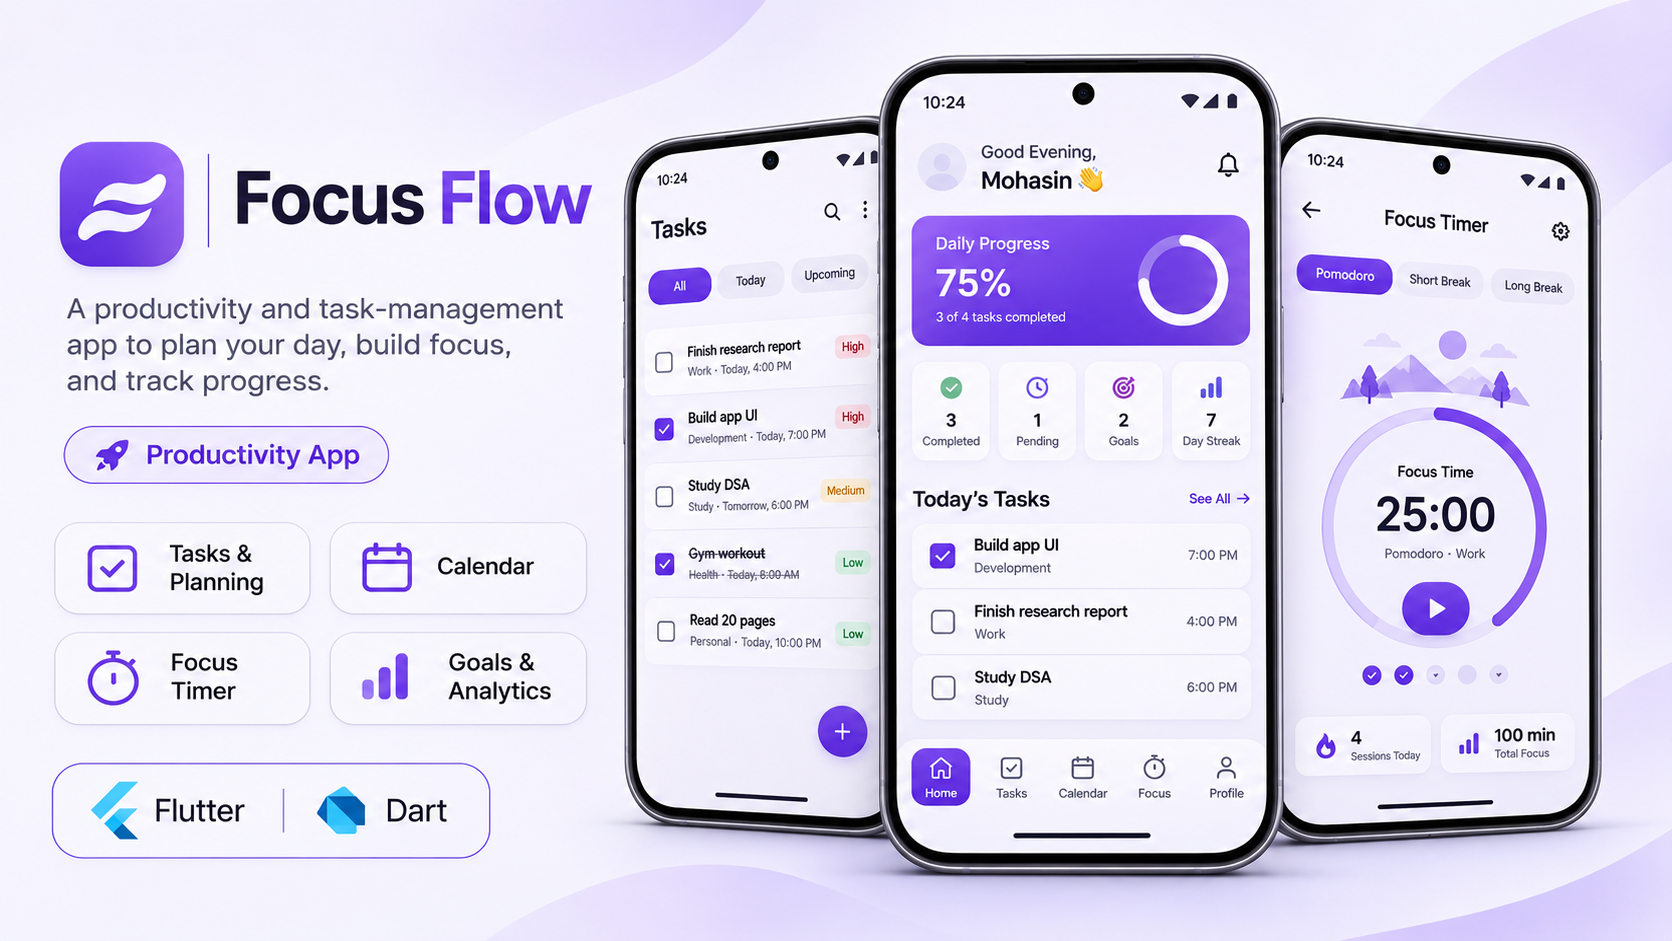 Focus Flow
A productivity and task-management
app to plan your day, build focus,
and track progress.
Productivity App
Tasks &
Planning
Calendar
Focus
Timer
Goals &
Analytics
Flutter
Dart
10:24
Tasks
All
Today
Upcoming
Finish research report
High
Work • Today, 4:00 PM
Build app UI
High
Development • Today, 7:00 PM
Study DSA
Medium
Study • Tomorrow, 6:00 PM
Gym workout
Low
Health • Today, 8:00 AM
Read 20 pages
Low
Personal • Today, 10:00 PM
+
10:24
Good Evening,
Mohasin 👋
Daily Progress
75%
3 of 4 tasks completed
3
Completed
1
Pending
2
Goals
7
Day Streak
Today’s Tasks
See All →
Build app UI
7:00 PM
Development
Finish research report
4:00 PM
Work
Study DSA
6:00 PM
Study
Home
Tasks
Calendar
Focus
Profile
10:24
Focus Timer
Pomodoro
Short Break
Long Break
Focus Time
25:00
Pomodoro • Work
4
Sessions Today
100 min
Total Focus